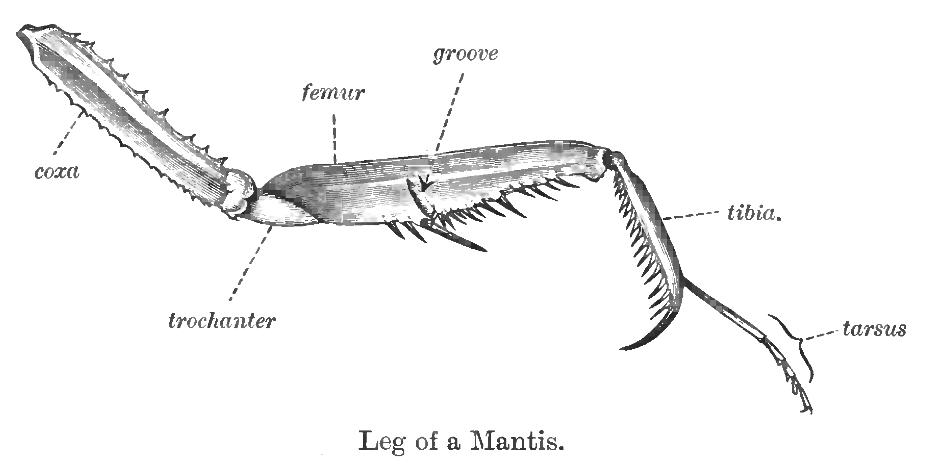 groove
femur
coxa
tibia.
trochanter
tarsus
Leg of a Mantis.